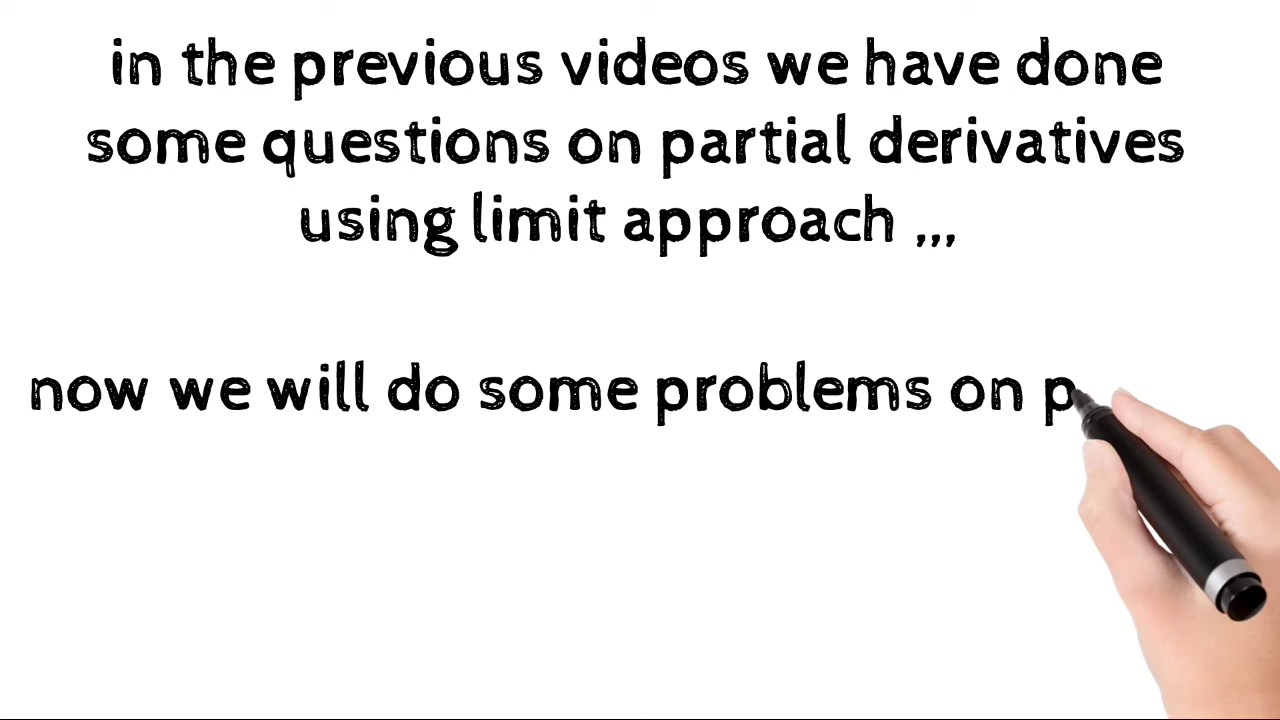 in the previous videos we have done
some questions on partial derivatives
using limit approach ,,,
now we will do some problems on p